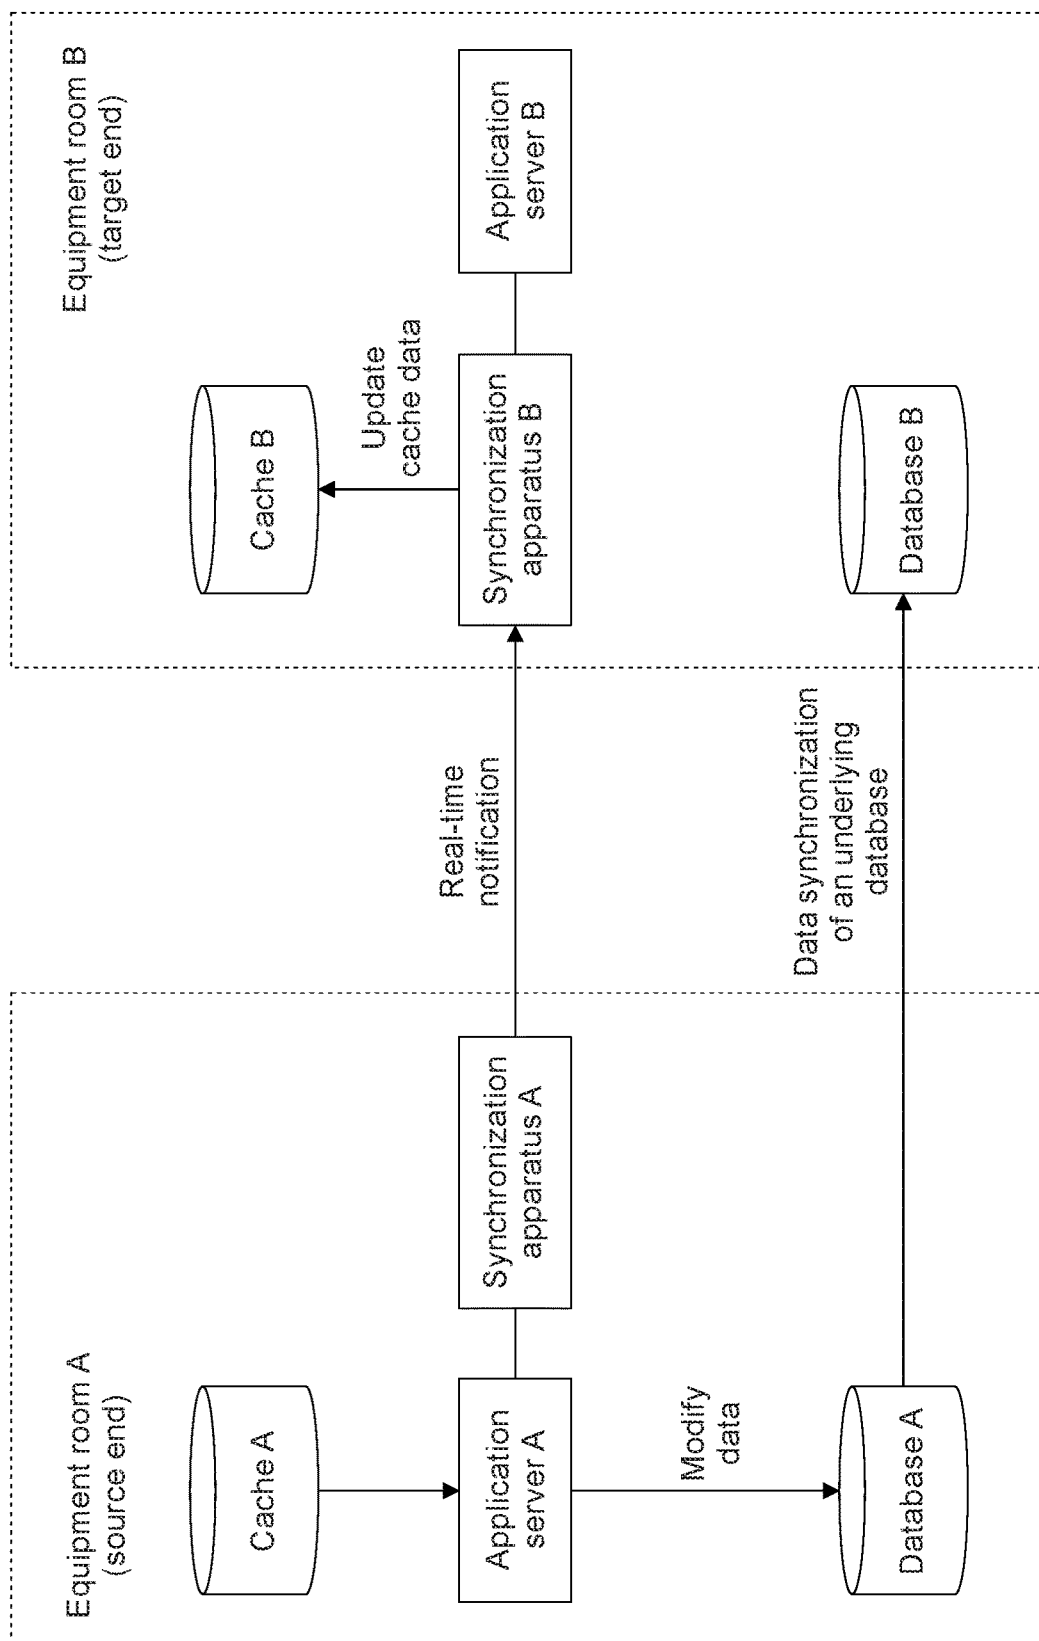 Equipment room A
(source end)
Cache A
Application
server A
Synchronization
apparatus A
Modify
data
Database A
Real-time
notification
Data synchronization
of an underlying
database
Equipment room B
(target end)
Cache B
Update
cache data
Synchronization
apparatus B
Application
server B
Database B